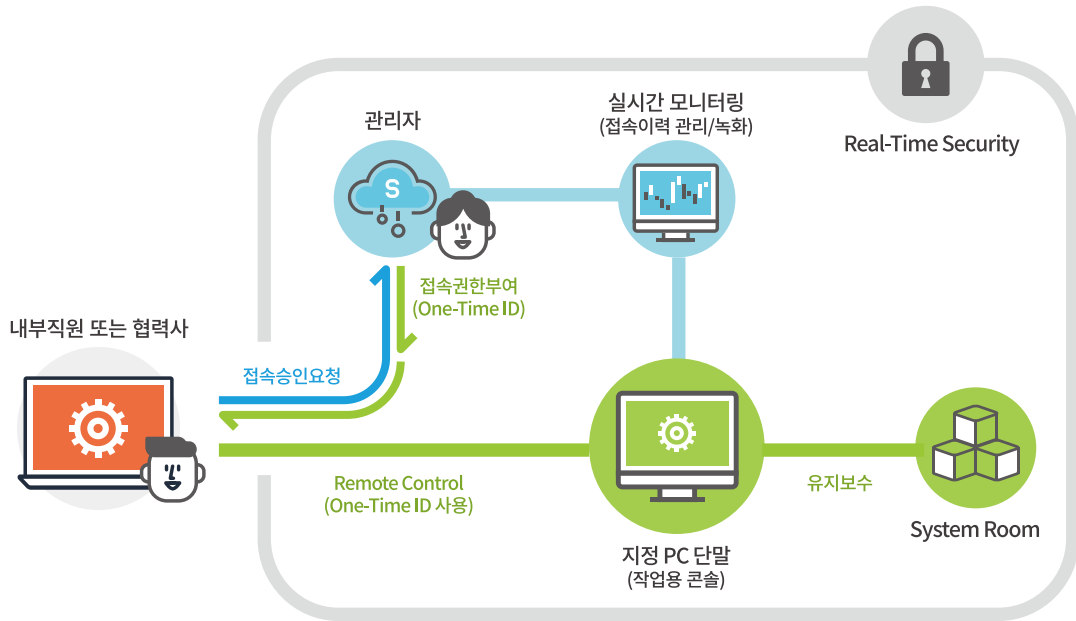 관리자
실시간 모니터링
(접속이력 관리/녹화)
Real-Time Security
S
접속권한부여
(One-Time ID)
내부직원 또는 협력사
접속승인요청
Remote Control
(One-Time ID 사용)
유지보수
System Room
지정 PC 단말
(작업용 콘솔)